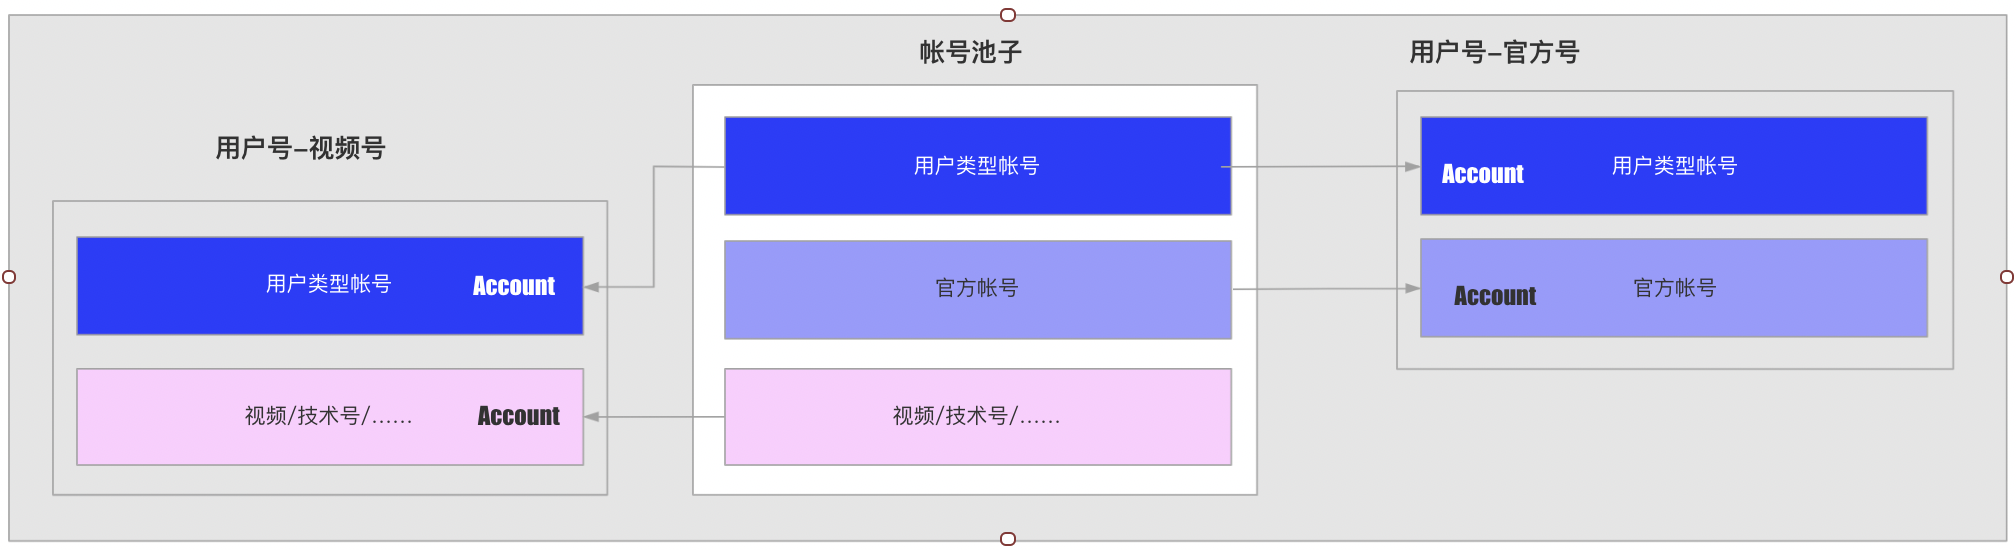 用户号-视频号
用户类型帐号 Account
视频/技术号/…… Account
帐号池子
用户类型帐号
官方帐号
视频/技术号/……
用户号-官方号
Account 用户类型帐号
Account 官方帐号